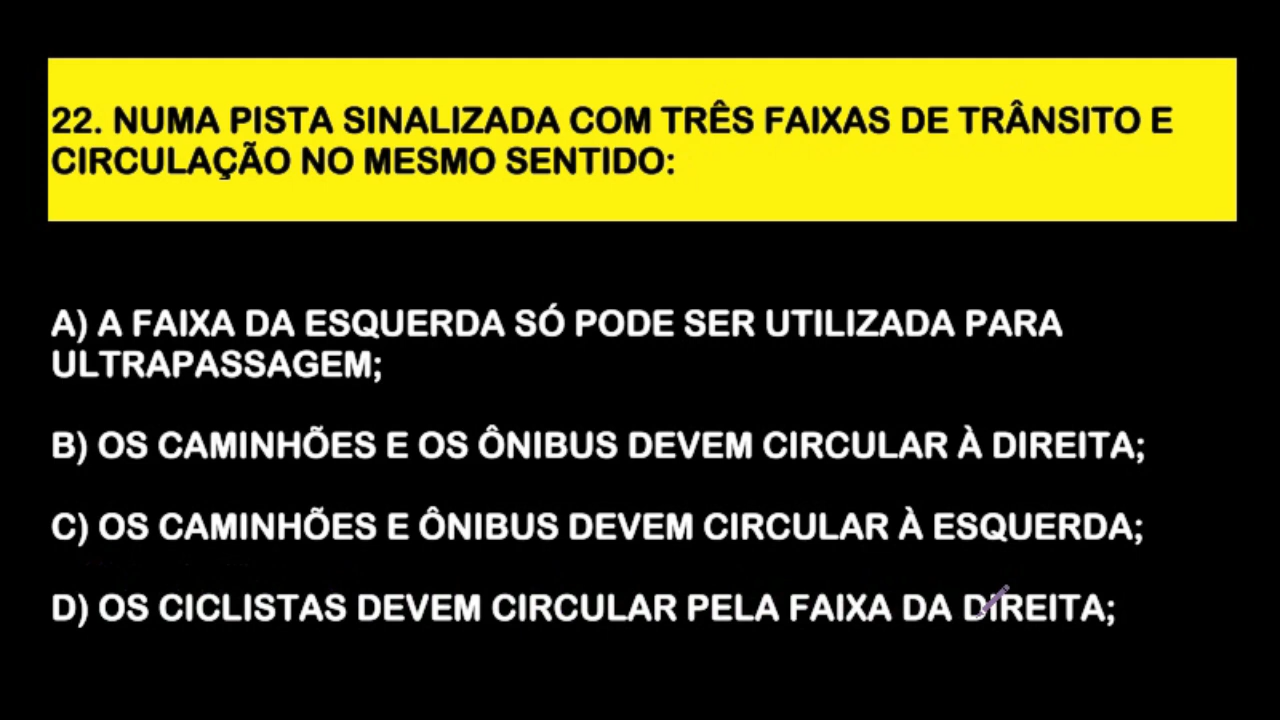 22. NUMA PISTA SINALIZADA COM TRÊS FAIXAS DE TRÂNSITO E
CIRCULAÇÃO NO MESMO SENTIDO:
A) A FAIXA DA ESQUERDA SÓ PODE SER UTILIZADA PARA
ULTRAPASSAGEM;
B) OS CAMINHÕES E OS ÔNIBUS DEVEM CIRCULAR À DIREITA;
C) OS CAMINHÕES E ÔNIBUS DEVEM CIRCULAR À ESQUERDA;
D) OS CICLISTAS DEVEM CIRCULAR PELA FAIXA DA DIREITA;